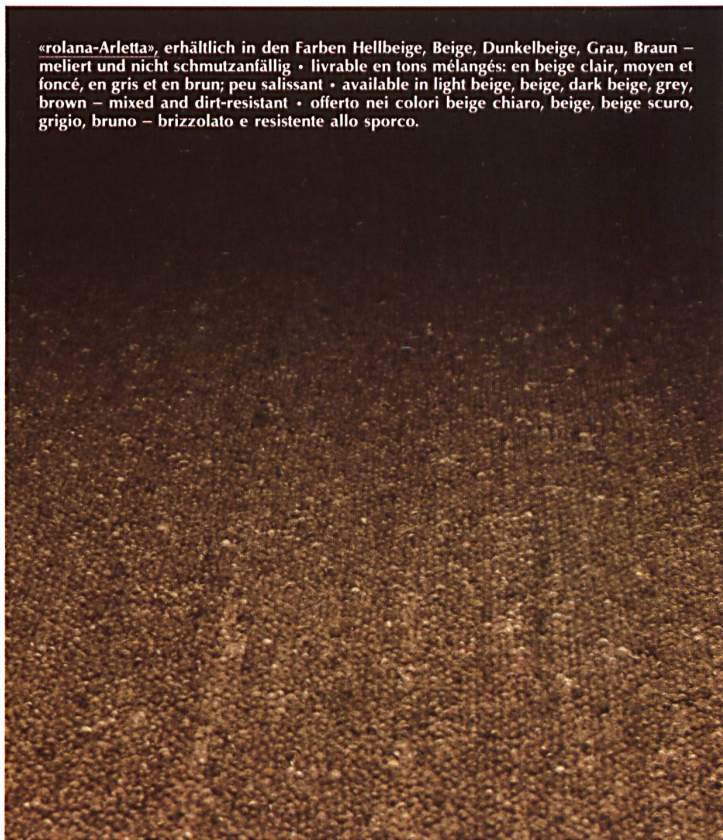 «rolana-Arletta», erhältlich in den Farben Hellbeige, Beige, Dunkelbeige, Grau, Braun –
meliert und nicht schmutzanfällig • livrable en tons mélangés: en beige clair, moyen et
foncé, en gris et en brun; peu salissant • available in light beige, beige, dark beige, grey,
brown – mixed and dirt-resistant • offerto nei colori beige chiaro, beige, beige scuro,
grigio, bruno – brizzolato e resistente allo sporco.